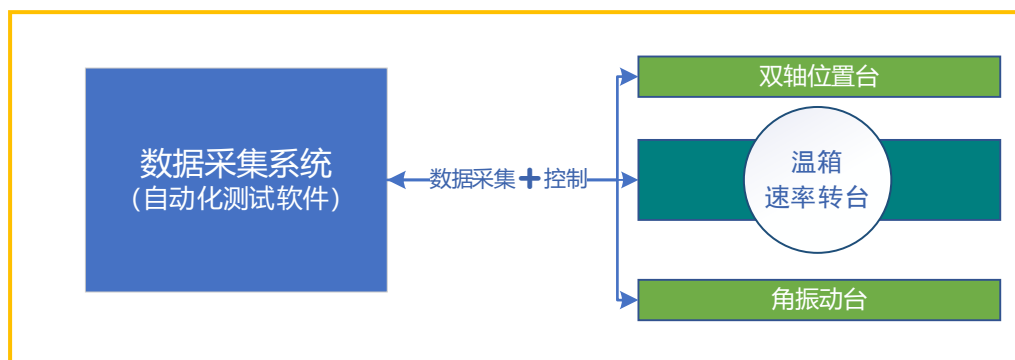 数据采集系统
（自动化测试软件）
数据采集+控制
双轴位置台
温箱
速率转台
角振动台